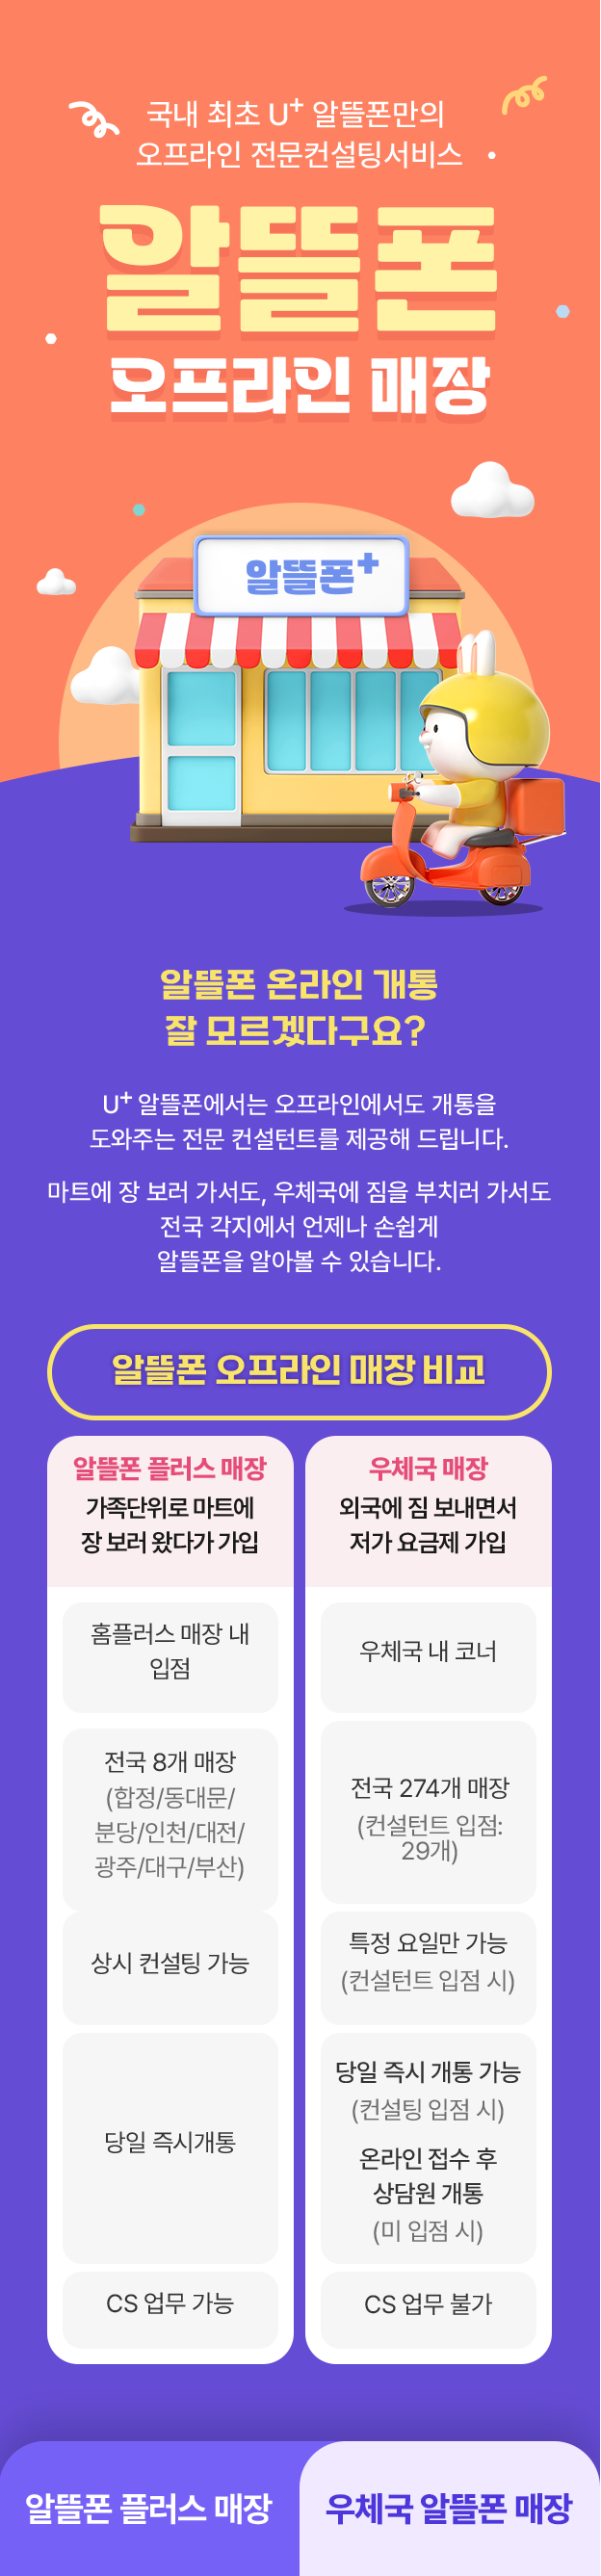 국내 최초 U+ 알뜰폰만의
오프라인 전문컨설팅서비스
알뜰폰
오프라인 매장
알뜰폰+
알뜰폰 온라인 개통
잘 모르겠다구요?
U+ 알뜰폰에서는 오프라인에서도 개통을
도와주는 전문 컨설턴트를 제공해 드립니다.
마트에 장 보러 가서도, 우체국에 짐을 부치러 가서도
전국 각지에서 언제나 손쉽게
알뜰폰을 알아볼 수 있습니다.
알뜰폰 오프라인 매장 비교
알뜰폰 플러스 매장
가족단위로 마트에
장 보러 왔다가 가입
홈플러스 매장 내
입점
전국 8개 매장
(합정/동대문/
분당/인천/대전/
광주/대구/부산)
상시 컨설팅 가능
당일 즉시개통
CS 업무 가능
우체국 매장
외국에 짐 보내면서
저가 요금제 가입
우체국 내 코너
전국 274개 매장
(컨설턴트 입점:
29개)
특정 요일만 가능
(컨설턴트 입점 시)
당일 즉시 개통 가능
(컨설팅 입점 시)
온라인 접수 후
상담원 개통
(미 입점 시)
CS 업무 불가
알뜰폰 플러스 매장
우체국 알뜰폰 매장